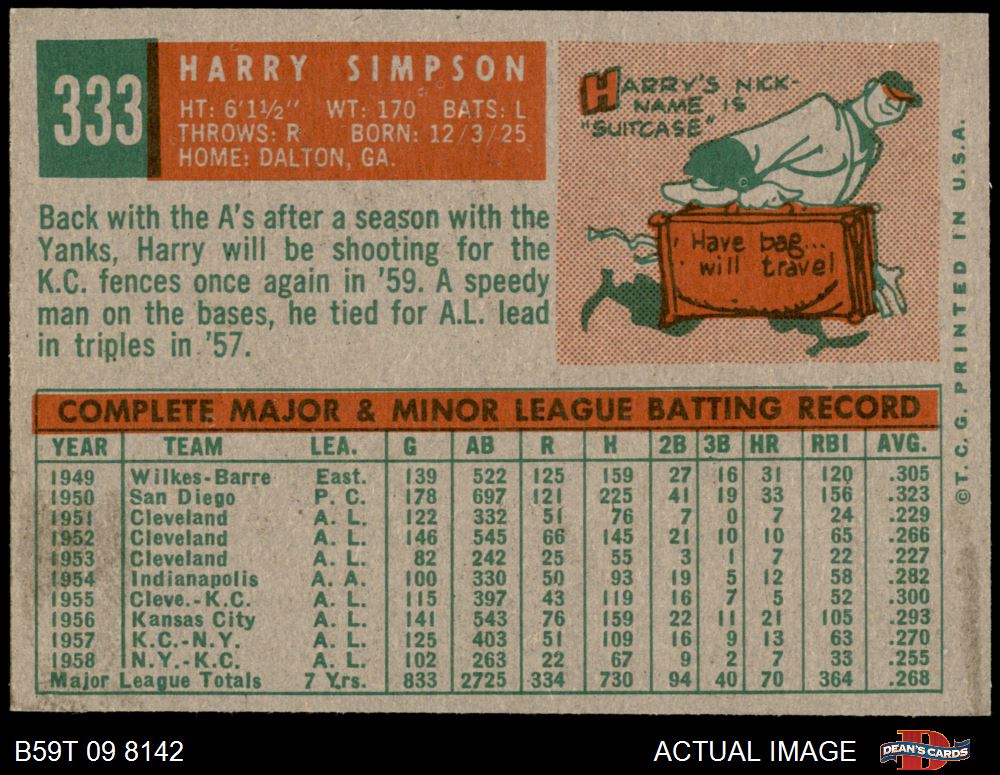 333
HARRY SIMPSON
HT: 6'1½" WT: 170 BATS: L
THROWS: R BORN: 12/3/25
HOME: DALTON, GA.
HARRY'S NICK-
NAME IS
"SUITCASE"
Have bag...
will travel
Back with the A's after a season with the
Yanks, Harry will be shooting for the
K.C. fences once again in '59. A speedy
man on the bases, he tied for A.L. lead
in triples in '57.
COMPLETE MAJOR & MINOR LEAGUE BATTING RECORD
YEAR TEAM LEA. G AB R H 2B 3B HR RBI AVG.
1949 Wilkes-Barre East. 139 522 125 159 27 16 31 120 .305
1950 San Diego P. C. 178 697 121 225 41 19 33 156 .323
1951 Cleveland A. L. 122 332 51 76 7 0 7 24 .229
1952 Cleveland A. L. 146 545 66 145 21 10 10 65 .266
1953 Cleveland A. L. 82 242 25 55 3 1 7 22 .227
1954 Indianapolis A. A. 100 330 50 93 19 5 12 58 .282
1955 Cleve.-K.C. A. L. 115 397 43 119 16 7 5 52 .300
1956 Kansas City A. L. 141 543 76 159 22 11 21 105 .293
1957 K.C.-N.Y. A. L. 125 403 51 109 16 9 13 63 .270
1958 N.Y.-K.C. A. L. 102 263 22 67 9 2 7 33 .255
Major League Totals 7 Yrs. 833 2725 334 730 94 40 70 364 .268
©T. C. G. PRINTED IN U.S.A.
B59T 09 8142
ACTUAL IMAGE
DEAN'S CARDS